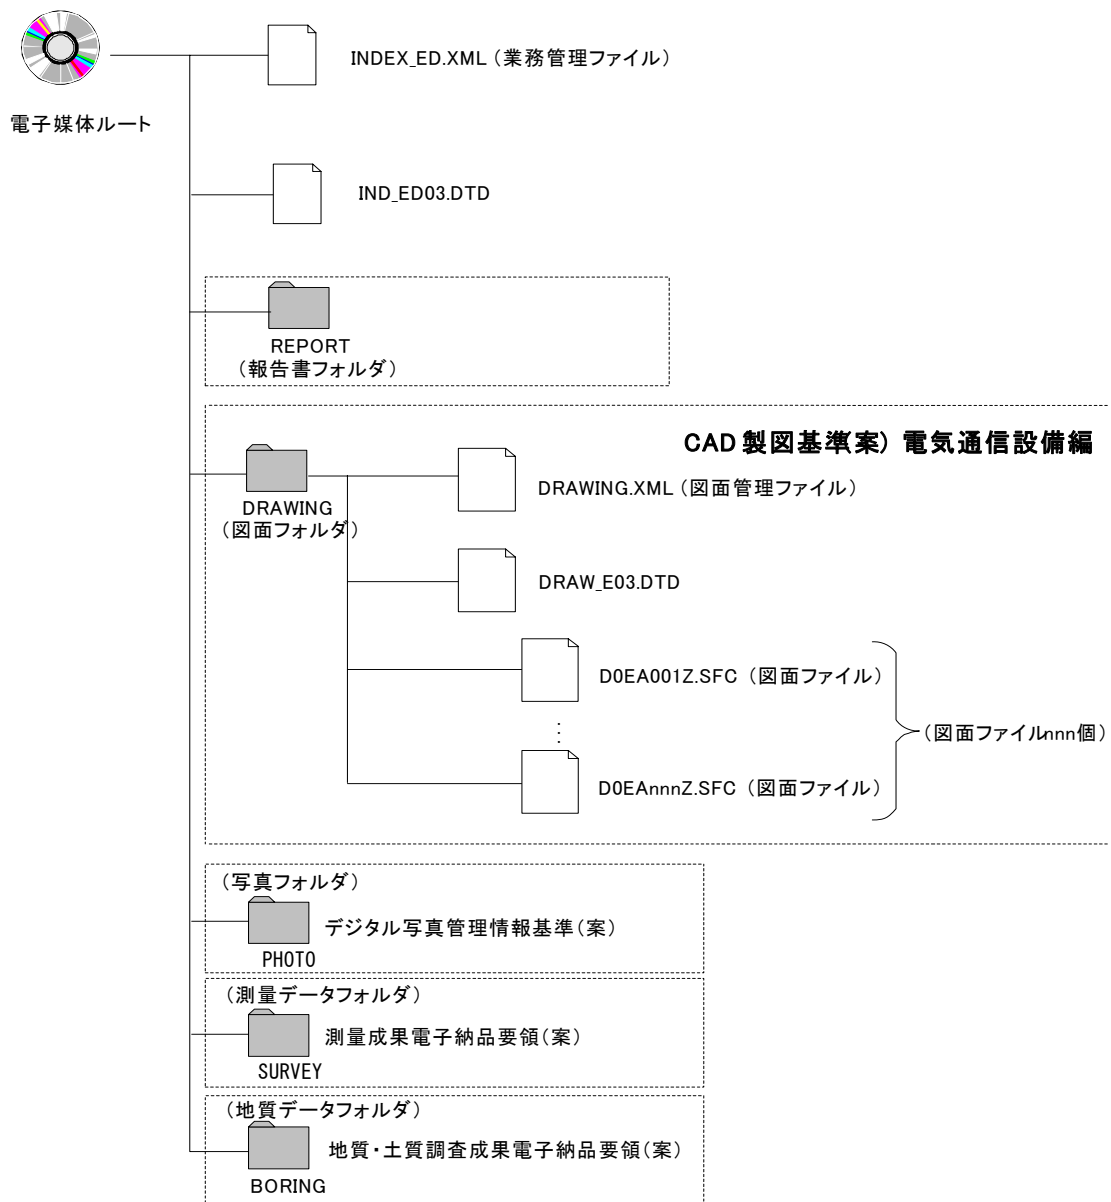 INDEX_ED.XML(業務管理ファイル)
電子媒体ルート
IND_ED03.DTD
REPORT
(報告書フォルダ)
CAD製図基準(案) 電気通信設備編
DRAWING.XML(図面管理ファイル)
DRAWING
(図面フォルダ)
DRAW_E03.DTD
D0EA001Z.SFC (図面ファイル)
⋮
(図面ファイルnnn個)
D0EAnnnZ.SFC (図面ファイル)
(写真フォルダ)
デジタル写真管理情報基準(案)
PHOTO
(測量データフォルダ)
測量成果電子納品要領(案)
SURVEY
(地質データフォルダ)
地質・土質調査成果電子納品要領(案)
BORING